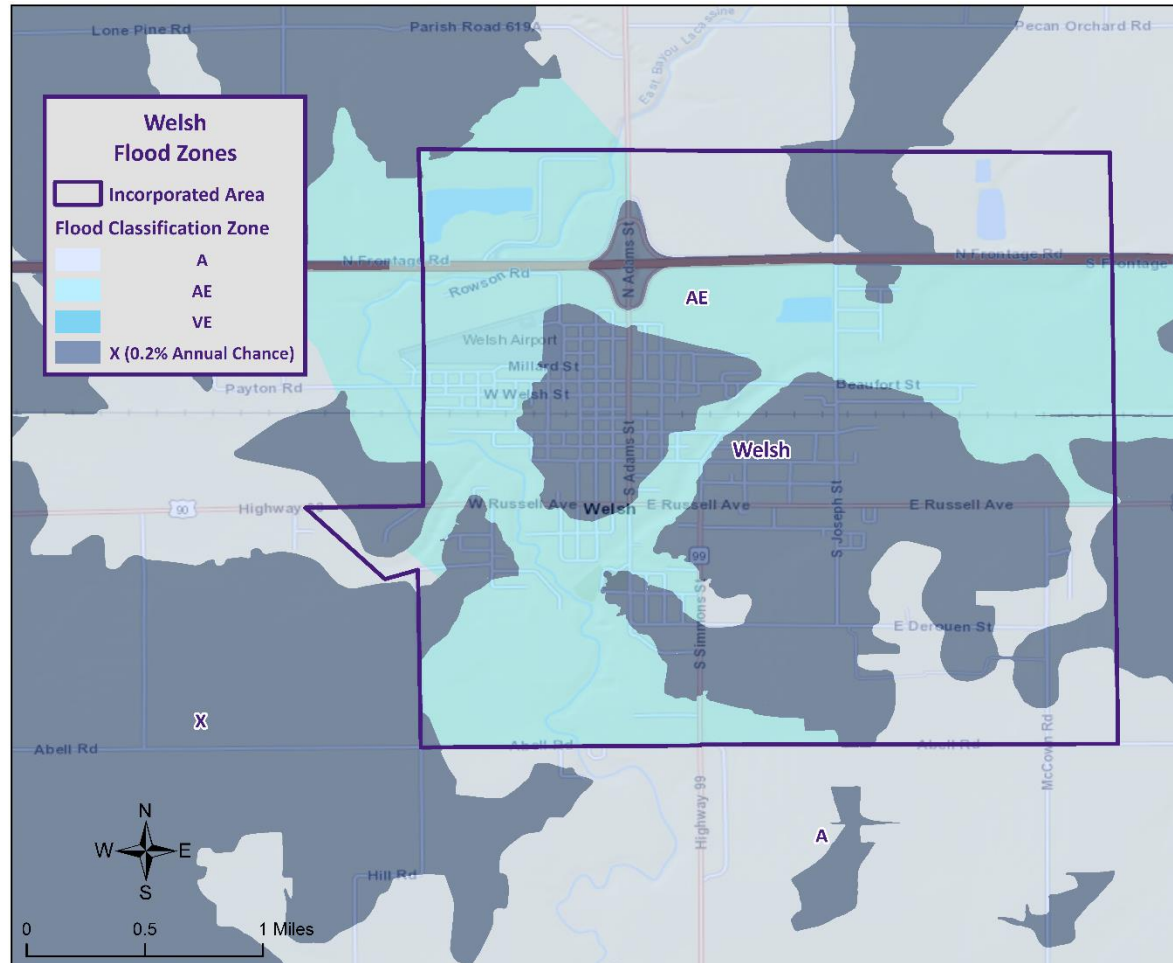 Lone Pine Rd
Parish Road 619A
Pecan Orchard Rd
East Bayou Lacassine
Welsh
Flood Zones
Incorporated Area
Flood Classification Zone
A
AE
VE
X (0.2% Annual Chance)
N Adams St
N Frontage Rd
N Frontage Rd
S Frontage
Rowson Rd
AE
Welsh Airport
Millard St
Payton Rd
W Welsh St
Beaufort St
S Adams St
Welsh
90
Highway 90
W Russell Ave
Welsh
E Russell Ave
E Russell Ave
S Joseph St
99
S Simmons St
E Derouen St
X
Abell Rd
Abell Rd
Abell Rd
McCown Rd
Highway 99
A
Hill Rd
N
W
E
S
0
0.5
1 Miles